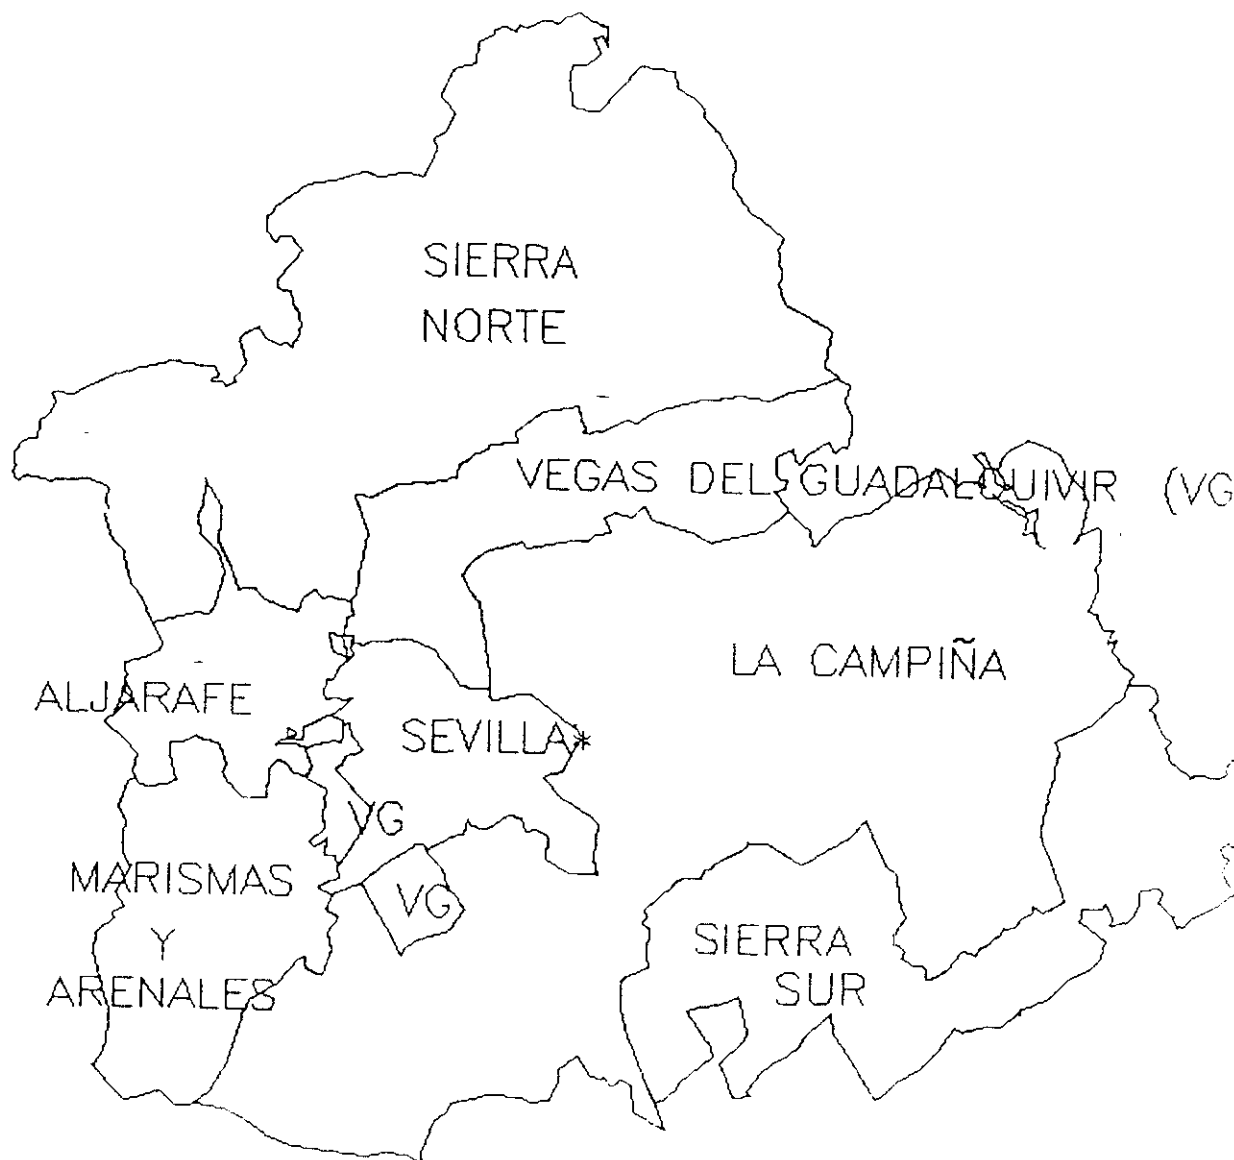 SIERRA
NORTE
VEGAS DEL GUADALQUIVIR (VG
LA CAMPIÑA
ALJARAFE
SEVILLA*
VG
MARISMAS
Y
ARENALES
VG
SIERRA
SUR